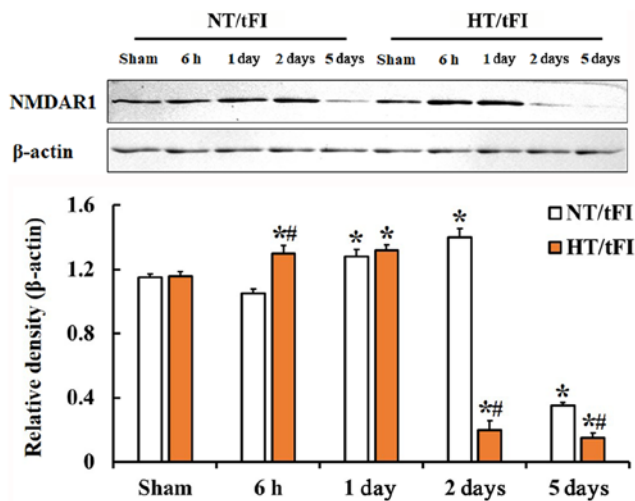 NT/tFI HT/tFI
Sham 6 h 1 day 2 days 5 days Sham 6 h 1 day 2 days 5 days
NMDAR1
β-actin
Relative density (β-actin)
1.6
1.2
0.8
0.4
0
*# * * * *# * *#
NT/tFI
HT/tFI
Sham 6 h 1 day 2 days 5 days